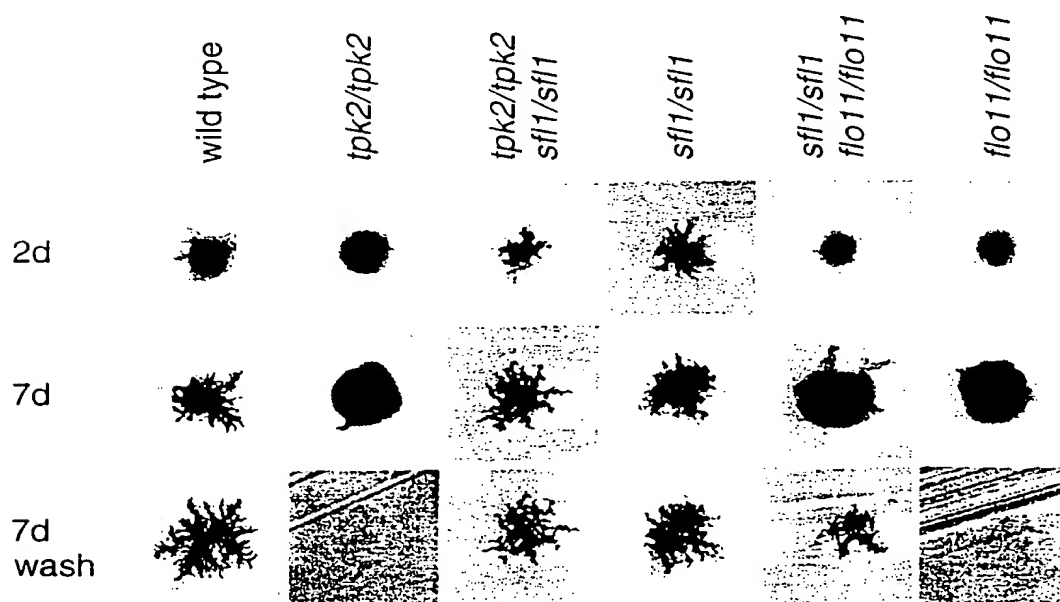 wild type
tpk2/tpk2
tpk2/tpk2
sfl1/sfl1
sfl1/sfl1
sfl1/sfl1
flo11/flo11
flo11/flo11
2d
7d
7d
wash